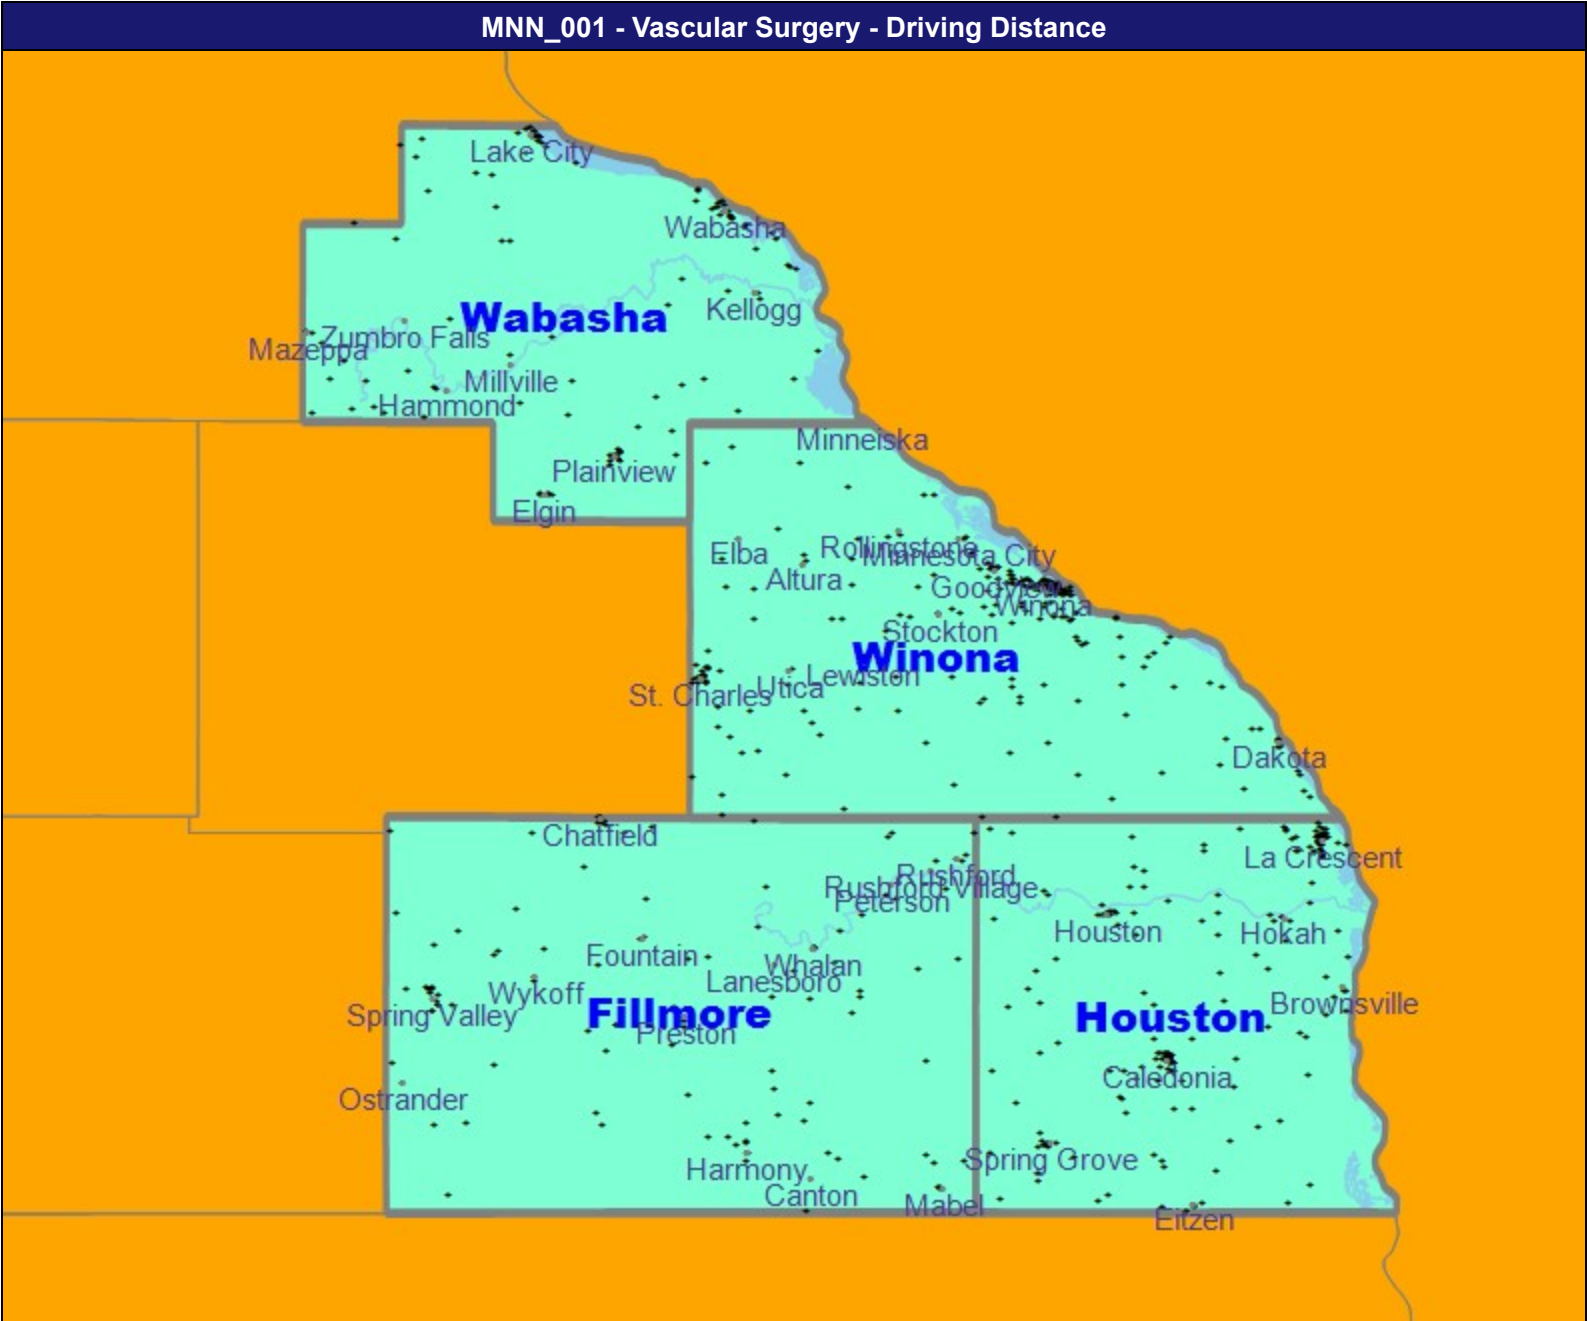 MNN_001 - Vascular Surgery - Driving Distance
Lake City
Wabasha
Kellogg
Wabasha
Zumbro Falls
Mazeppa
Millville
Hammond
Minneiska
Plainview
Elgin
Rollingstone
Elba
Minnesota City
Altura
Goodview
Winona
Stockton
Winona
Lewiston
Utica
St. Charles
Dakota
Chatfield
La Crescent
Rushford
Rushford Village
Peterson
Houston
Hokah
Fountain
Whalan
Lanesboro
Wykoff
Brownsville
Spring Valley
Fillmore
Houston
Preston
Caledonia
Ostrander
Spring Grove
Harmony
Canton
Mabel
Eitzen